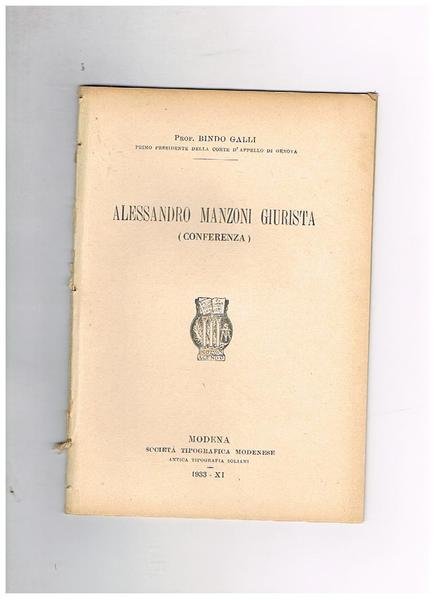 Prof. BINDO GALLI
PRIMO PRESIDENTE DELLA CORTE D'APPELLO DI GENOVA
ALESSANDRO MANZONI GIURISTA
(CONFERENZA)
MODENA
SOCIETÀ TIPOGRAFICA MODENESE
ANTICA TIPOGRAFIA SOLIANI
1933 - XI